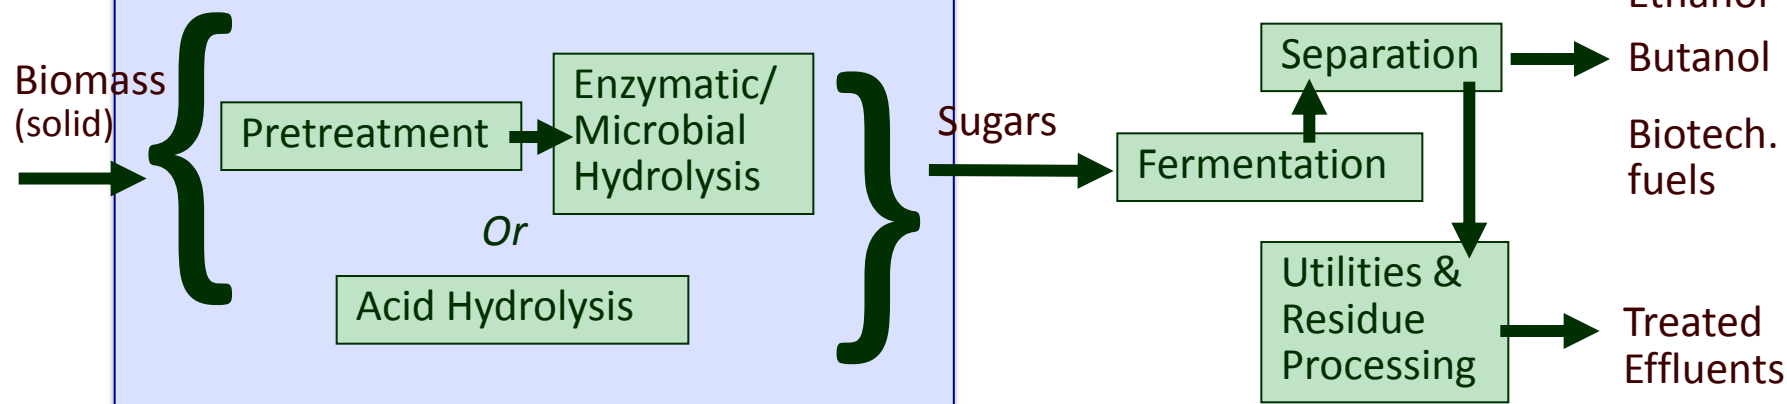 Biomass
(solid)
Pretreatment
Enzymatic/
Microbial
Hydrolysis
Or
Acid Hydrolysis
Sugars
Fermentation
Separation
Utilities &
Residue
Processing
Ethanol
Butanol
Biotech.
fuels
Treated
Effluents